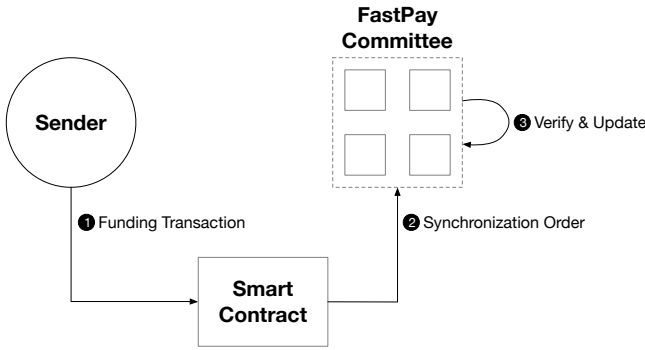 FastPay
Committee
Sender
❸ Verify & Update
❶ Funding Transaction
❷ Synchronization Order
Smart
Contract